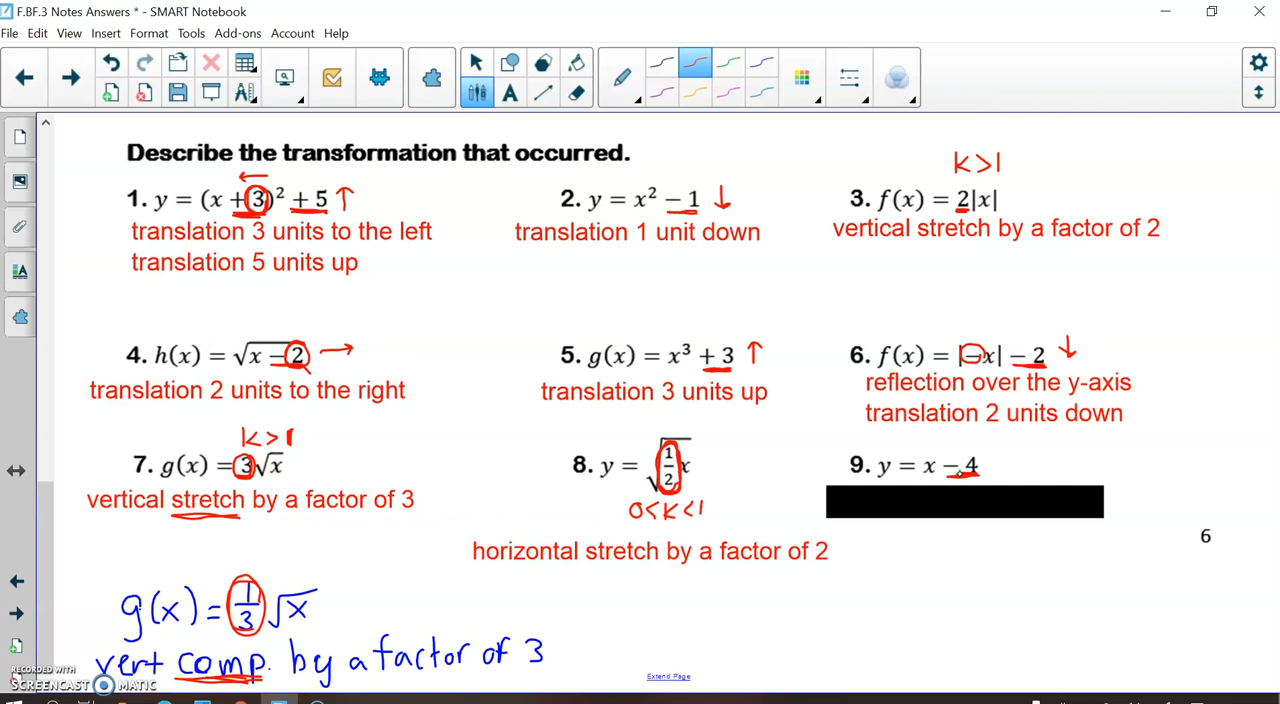 F.BF.3 Notes Answers * - SMART Notebook
File Edit View Insert Format Tools Add-ons Account Help
Describe the transformation that occurred.
k>1
1. y = (x + 3)² + 5 ↑
2. y = x² − 1 ↓
3. f(x) = 2|x|
translation 3 units to the left
translation 5 units up
translation 1 unit down
vertical stretch by a factor of 2
4. h(x) = √x − 2 →
5. g(x) = x³ + 3 ↑
6. f(x) = |−x| − 2 ↓
translation 2 units to the right
translation 3 units up
reflection over the y-axis
translation 2 units down
k>1
7. g(x) = 3√x
8. y = √1/2 x
9. y = x − 4
vertical stretch by a factor of 3
0<k<1
horizontal stretch by a factor of 2
6
g(x) = 1/3 √x
vert comp. by a factor of 3
Extend Page
RECORDED WITH
SCREENCAST MATIC